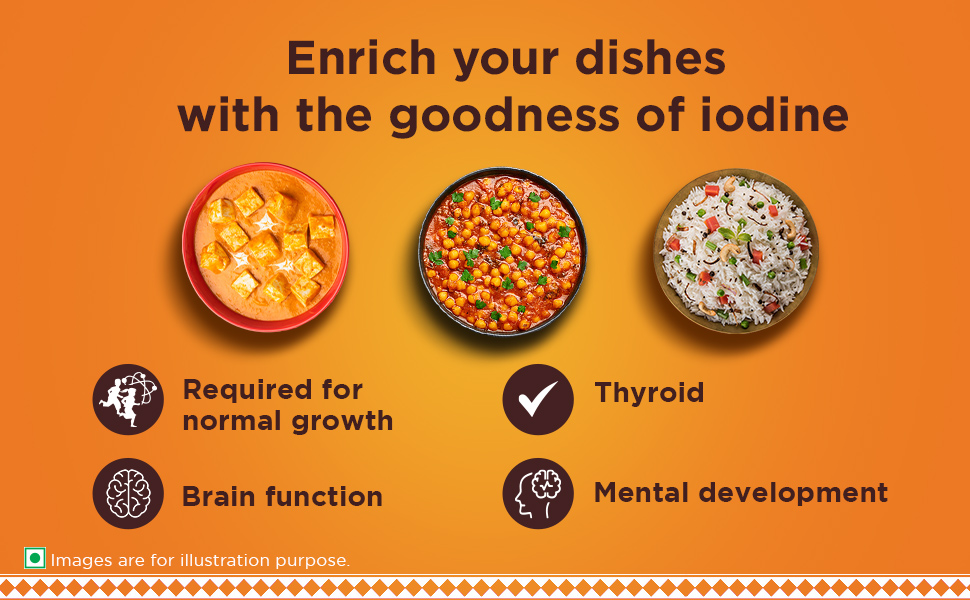 Enrich your dishes
with the goodness of iodine
Required for
normal growth
Thyroid
Brain function
Mental development
Images are for illustration purpose.